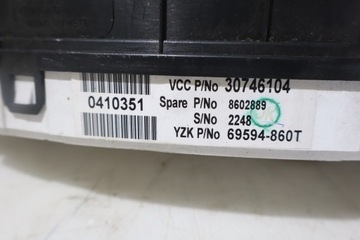 VCC P/No 30746104
0410351 Spare P/No 8602889
S/No 2248
YZK P/No 69594-860T